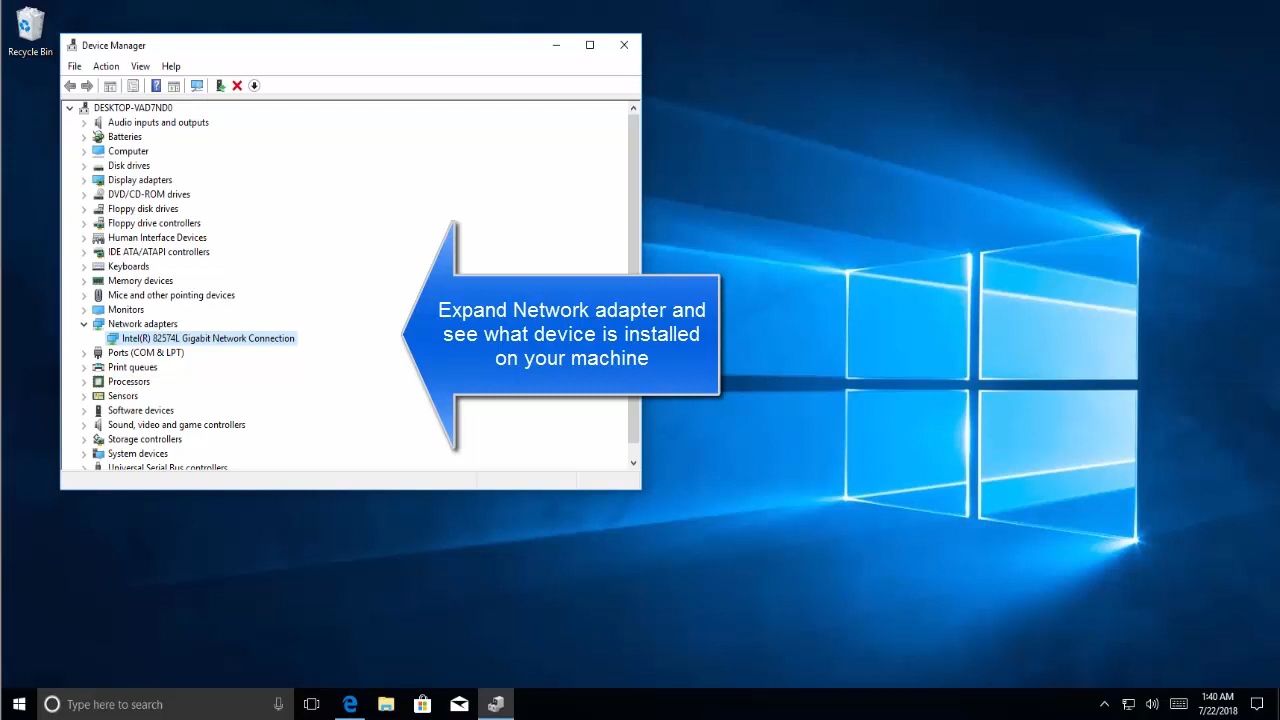 Recycle Bin
Device Manager
File Action View Help
DESKTOP-VAD7ND0
Audio inputs and outputs
Batteries
Computer
Disk drives
Display adapters
DVD/CD-ROM drives
Floppy disk drives
Floppy drive controllers
Human Interface Devices
IDE ATA/ATAPI controllers
Keyboards
Memory devices
Mice and other pointing devices
Monitors
Network adapters
Intel(R) 82574L Gigabit Network Connection
Ports (COM & LPT)
Print queues
Processors
Sensors
Software devices
Sound, video and game controllers
Storage controllers
System devices
Universal Serial Bus controllers
Expand Network adapter and
see what device is installed
on your machine
Type here to search
1:40 AM
7/22/2018